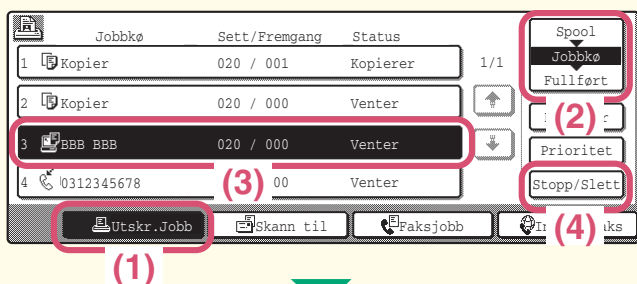 Jobbkø Sett/Fremgang Status
1 Kopier 020 / 001 Kopierer
2 Kopier 020 / 000 Venter
3 BBB BBB 020 / 000 Venter
4 0312345678 (3) 00 Venter
1/1
Spool
Jobbkø
Fullført
(2)
Prioritet
Stopp/Slett
(4)
Utskr.Jobb Skann til Faksjobb
(1)